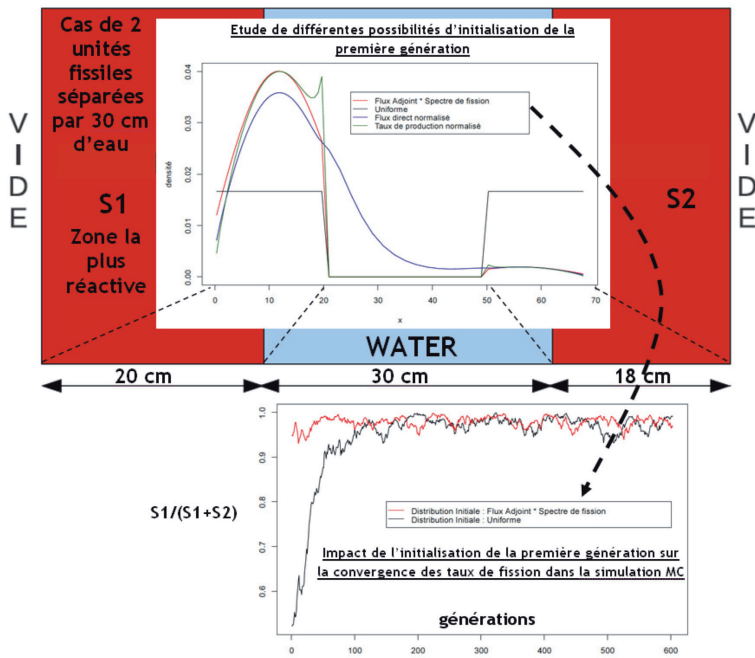 Cas de 2
unités
fissiles
séparées
par 30 cm
d'eau
S1
Zone la
plus
réactive
VIDE
Etude de différentes possibilités d'initialisation de la
première génération
Flux Adjoint * Spectre de fission
Uniforme
Flux direct normalisé
Taux de production normalisé
densité
0.04
0.03
0.02
0.01
0.00
0
10
20
30
40
50
60
70
x
S2
VIDE
WATER
20 cm
30 cm
18 cm
S1/(S1+S2)
1.0
0.9
0.8
0.7
0.6
Distribution Initiale : Flux Adjoint * Spectre de fission
Distribution Initiale : Uniforme
Impact de l'initialisation de la première génération sur
la convergence des taux de fission dans la simulation MC
générations
0
100
200
300
400
500
600